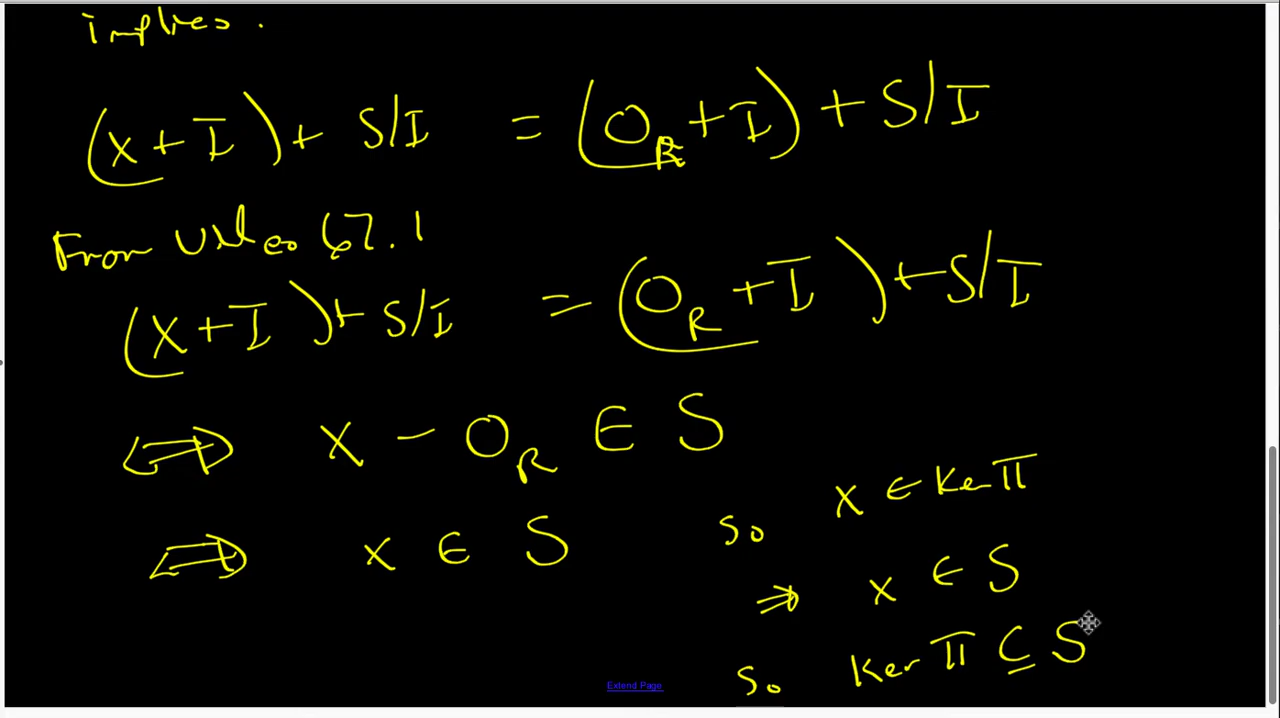 implies.
(x + I) + S/I = (0_R + I) + S/I
From Video 67.1
(x + I) + S/I = (0_R + I) + S/I
⟺ x - 0_R ∈ S
⟺ x ∈ S
so x ∈ Ker π
⇒ x ∈ S
so Ker π ⊆ S
Extend Page